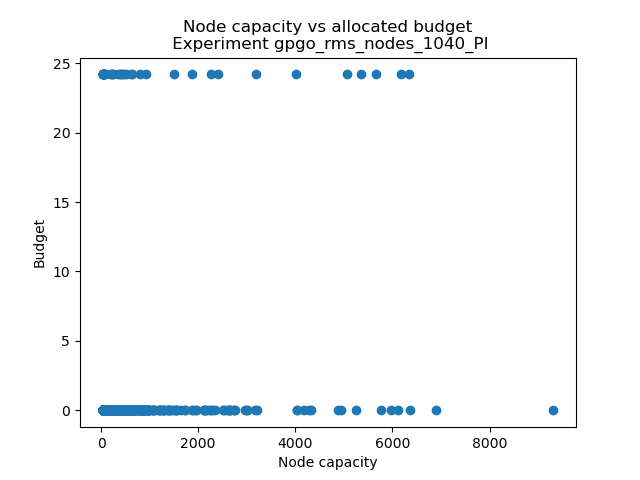 Node capacity vs allocated budget
Experiment gpgo_rms_nodes_1040_PI
25
20
15
10
5
0
Budget
0 2000 4000 6000 8000
Node capacity